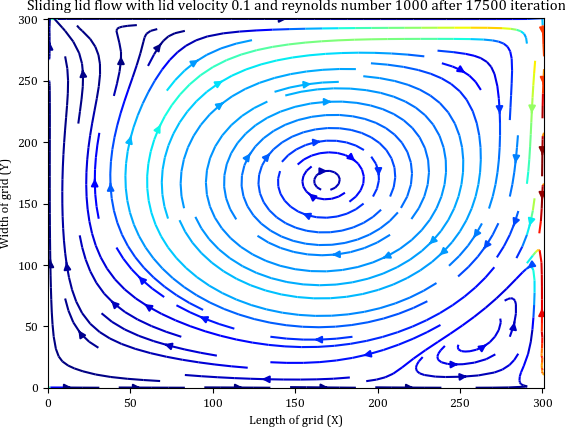 Sliding lid flow with lid velocity 0.1 and reynolds number 1000 after 17500 iteration
300
250
200
150
100
50
0
Width of grid (Y)
0 50 100 150 200 250 300
Length of grid (X)